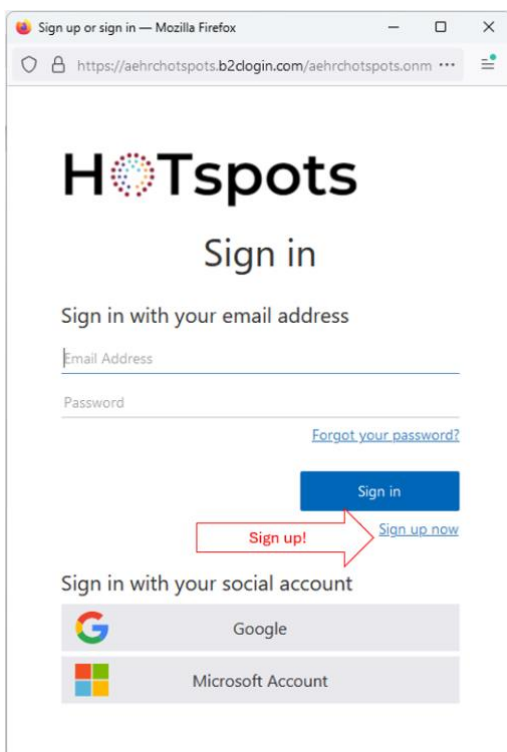 Sign up or sign in — Mozilla Firefox
https://aehrchotspots.b2clogin.com/aehrchotspots.onm
HOTspots
Sign in
Sign in with your email address
Email Address
Password
Forgot your password?
Sign in
Sign up! Sign up now
Sign in with your social account
Google
Microsoft Account